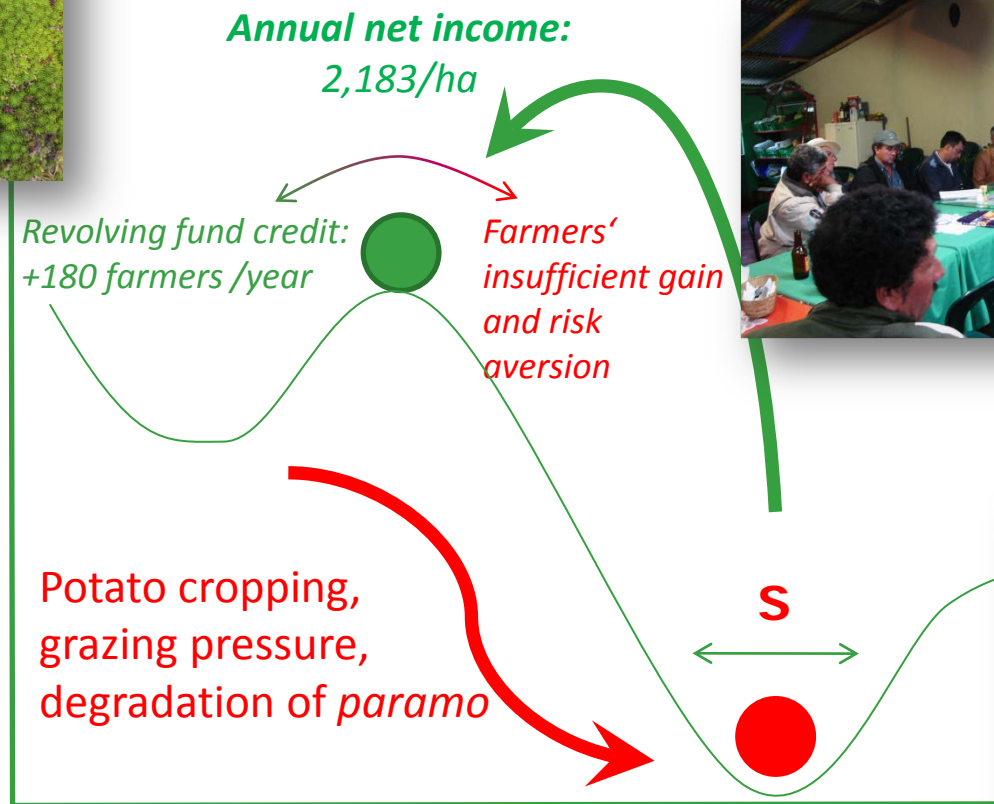 Annual net income:
2,183/ha
Revolving fund credit:
+180 farmers /year
Farmers‘
insufficient gain
and risk
aversion
Potato cropping,
grazing pressure,
degradation of paramo
S